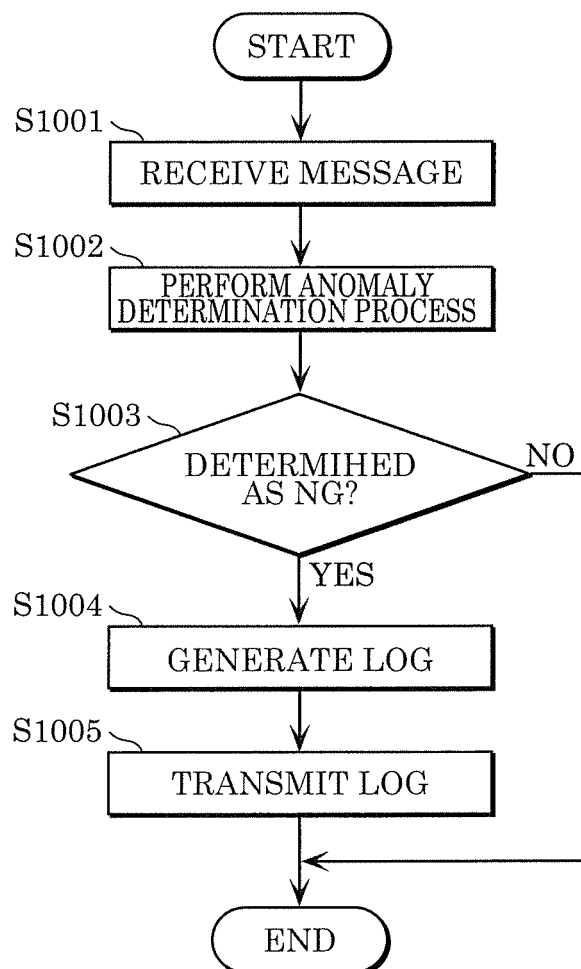 START
S1001
RECEIVE MESSAGE
S1002
PERFORM ANOMALY
DETERMINATION PROCESS
S1003
DETERMIHED
AS NG?
NO
YES
S1004
GENERATE LOG
S1005
TRANSMIT LOG
END